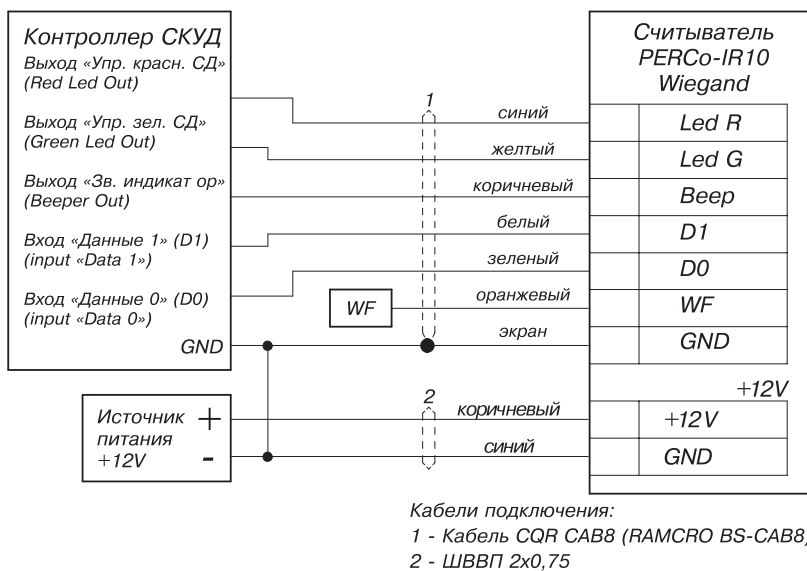 Контроллер СКУД
Выход «Упр. красн. СД»
(Red Led Out)
Выход «Упр. зел. СД»
(Green Led Out)
Выход «Зв. индикат ор»
(Beeper Out)
Вход «Данные 1» (D1)
(input «Data 1»)
Вход «Данные 0» (D0)
(input «Data 0»)
GND
Источник
питания
+12V
+
-
1
синий
желтый
коричневый
белый
зеленый
WF
оранжевый
экран
2
коричневый
синий
Считыватель
PERCo-IR10
Wiegand
Led R
Led G
Beep
D1
D0
WF
GND
+12V
+12V
GND
Кабели подключения:
1 - Кабель CQR CAB8 (RAMCRO BS-CAB8)
2 - ШВВП 2х0,75